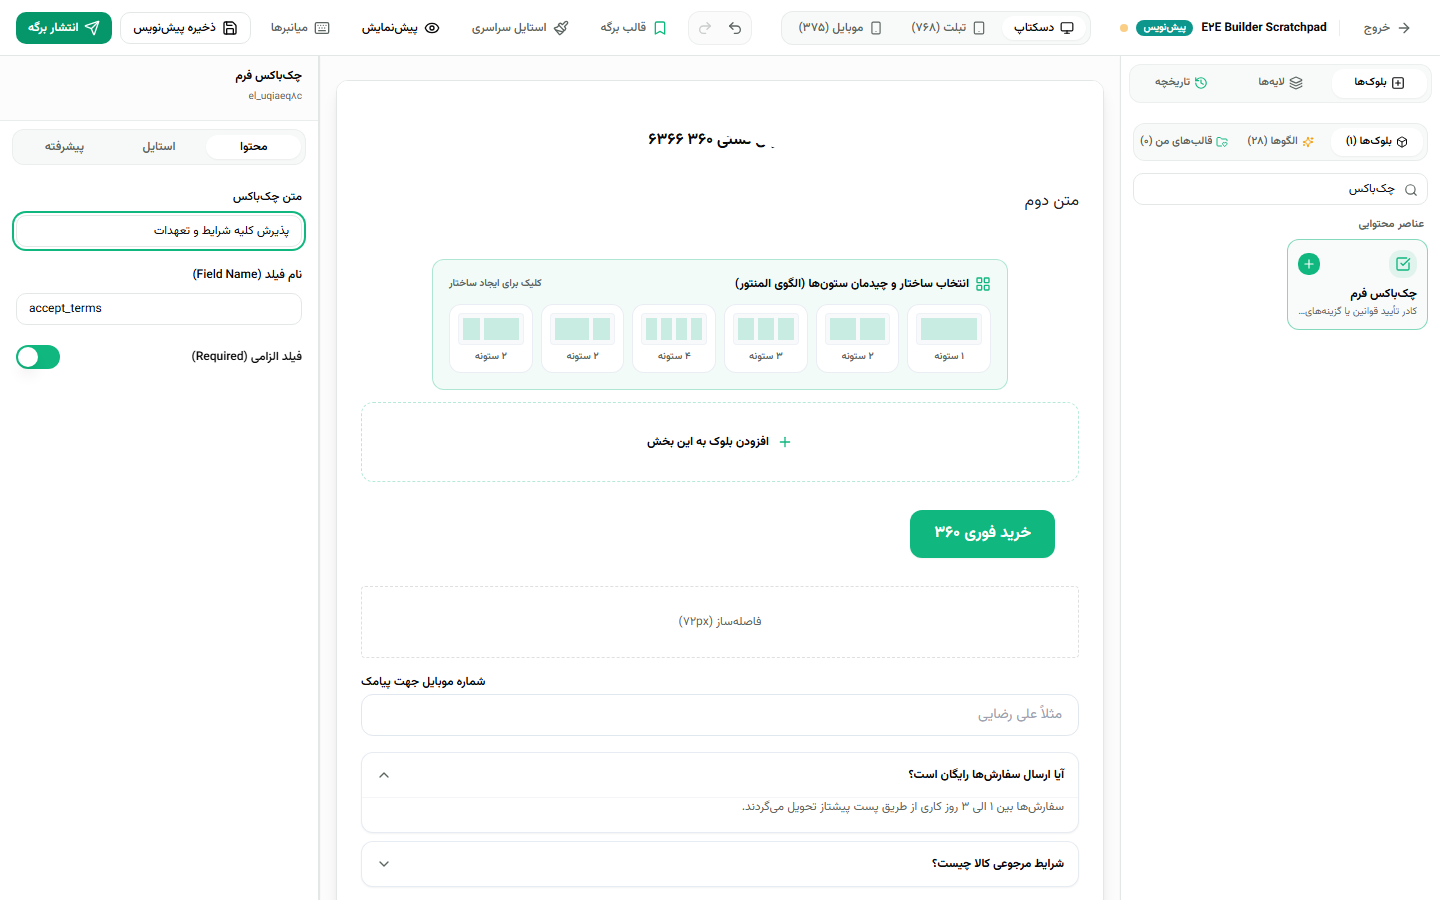 خروج
E۲E Builder Scratchpad
پیش‌نویس
دسکتاپ
تبلت (۷۶۸)
موبایل (۳۷۵)
قالب برگه
استایل سراسری
پیش‌نمایش
میانبرها
ذخیره پیش‌نویس
انتشار برگه
بلوک‌ها
لایه‌ها
تاریخچه
بلوک‌ها (۱)
الگوها (۲۸)
قالب‌های من (۰)
چک‌باکس
عناصر محتوایی
چک‌باکس فرم
کادر تأیید قوانین یا گزینه‌های...
تستی ۳۶۰ ۶۳۶۶
متن دوم
انتخاب ساختار و چیدمان ستون‌ها (الگوی المنتور)
کلیک برای ایجاد ساختار
۱ ستونه
۲ ستونه
۳ ستونه
۴ ستونه
۲ ستونه
۲ ستونه
افزودن بلوک به این بخش
خرید فوری ۳۶۰
فاصله‌ساز (۷۲px)
شماره موبایل جهت پیامک
مثلاً علی رضایی
آیا ارسال سفارش‌ها رایگان است؟
سفارش‌ها بین ۱ الی ۳ روز کاری از طریق پست پیشتاز تحویل می‌گردند.
شرایط مرجوعی کالا چیست؟
چک‌باکس فرم
el_uqiaeq۸c
محتوا
استایل
پیشرفته
متن چک‌باکس
پذیرش کلیه شرایط و تعهدات
نام فیلد (Field Name)
accept_terms
فیلد الزامی (Required)